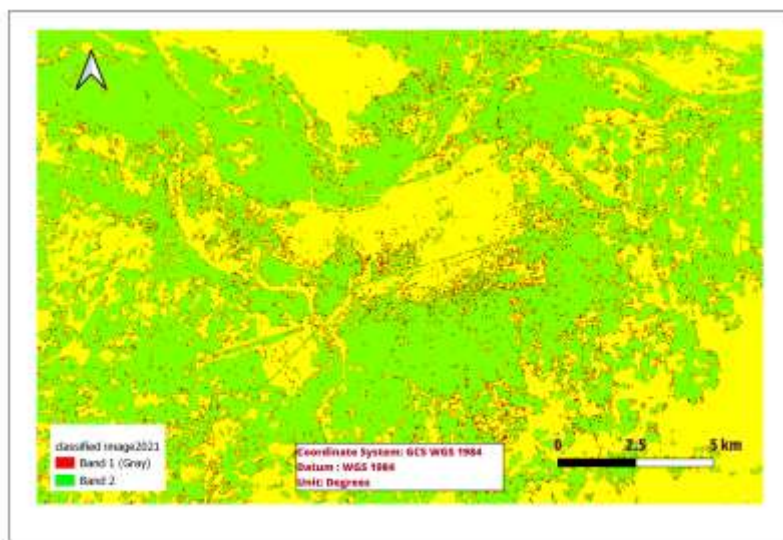 classified image2021
Band 1 (Gray)
Band 2
Coordinate System: GCS WGS 1984
Datum : WGS 1984
Unit: Degrees
0 2.5 5 km